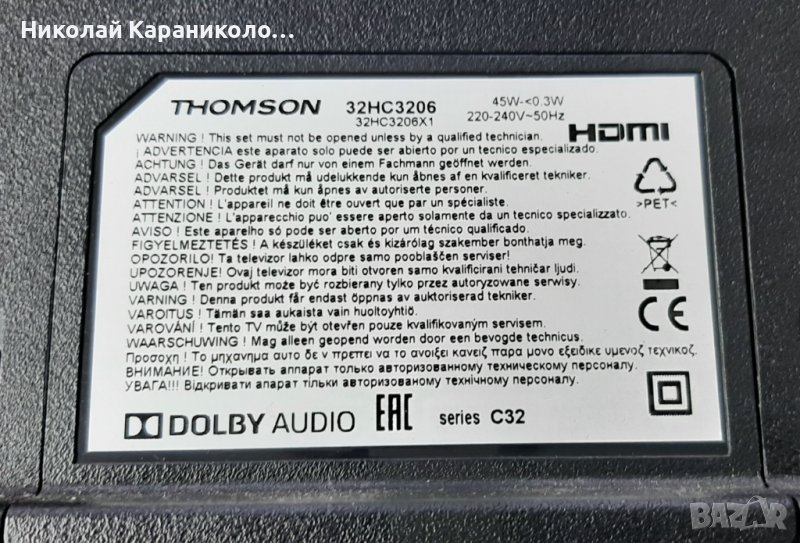 Николай Караниколо...
THOMSON 32HC3206 45W-<0.3W
32HC3206X1 220-240V~50Hz
HDMI
WARNING ! This set must not be opened unless by a qualified technician.
¡ ADVERTENCIA este aparato solo puede ser abierto por un tecnico especializado.
ACHTUNG ! Das Gerät darf nur von einem Fachmann geöffnet werden.
ADVARSEL ! Dette produkt må udelukkende kun åbnes af en kvalificeret tekniker.
ADVARSEL ! Produktet må kun åpnes av autoriserte personer.
ATTENTION ! L'appareil ne doit être ouvert que par un spécialiste.
ATTENZIONE ! L'apparecchio puo' essere aperto solamente da un tecnico specializzato.
AVISO ! Este aparelho só pode ser aberto por um técnico qualificado.
FIGYELMEZTETÉS ! A készüléket csak és kizárólag szakember bonthatja meg.
OPOZORILO! Ta televizor lahko odpre samo pooblaščen serviser!
UPOZORENJE! Ovaj televizor mora biti otvoren samo kvalificirani tehničar ljudi.
UWAGA ! Ten produkt może być rozbierany tylko przez autoryzowane serwisy.
VARNING ! Denna produkt får endast öppnas av auktoriserad tekniker.
VAROITUS ! Tämän saa aukaista vain huoltoyhtiö.
VAROVÁNÍ ! Tento TV může být otevřen pouze kvalifikovaným servisem.
WAARSCHUWING ! Mag alleen geopend worden door een bevogde technicus.
Προσοχη ! Το μηχανημα αυτο δε ν πρεπει να το ανοιξει κανειζ παρα μονο εξειδικε υμενοζ τεχνικοζ.
ВНИМАНИЕ! Открывать аппарат только авторизованному техническому персоналу.
УВАГА!!! Відкривати апарат тільки авторизованому технічному персоналу.
>PET<
CE
DOLBY AUDIO EAC series C32
BAZAR